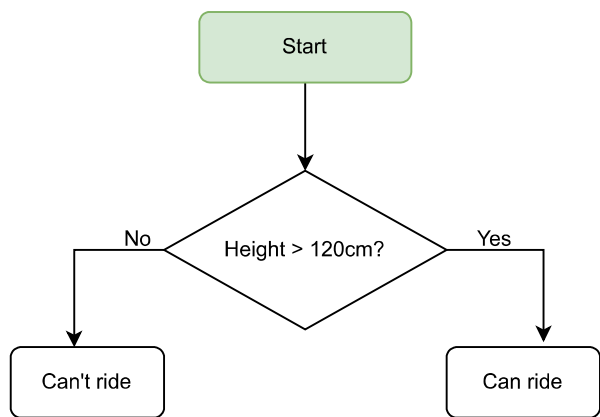 Start
No
Yes
Height > 120cm?
Can't ride
Can ride